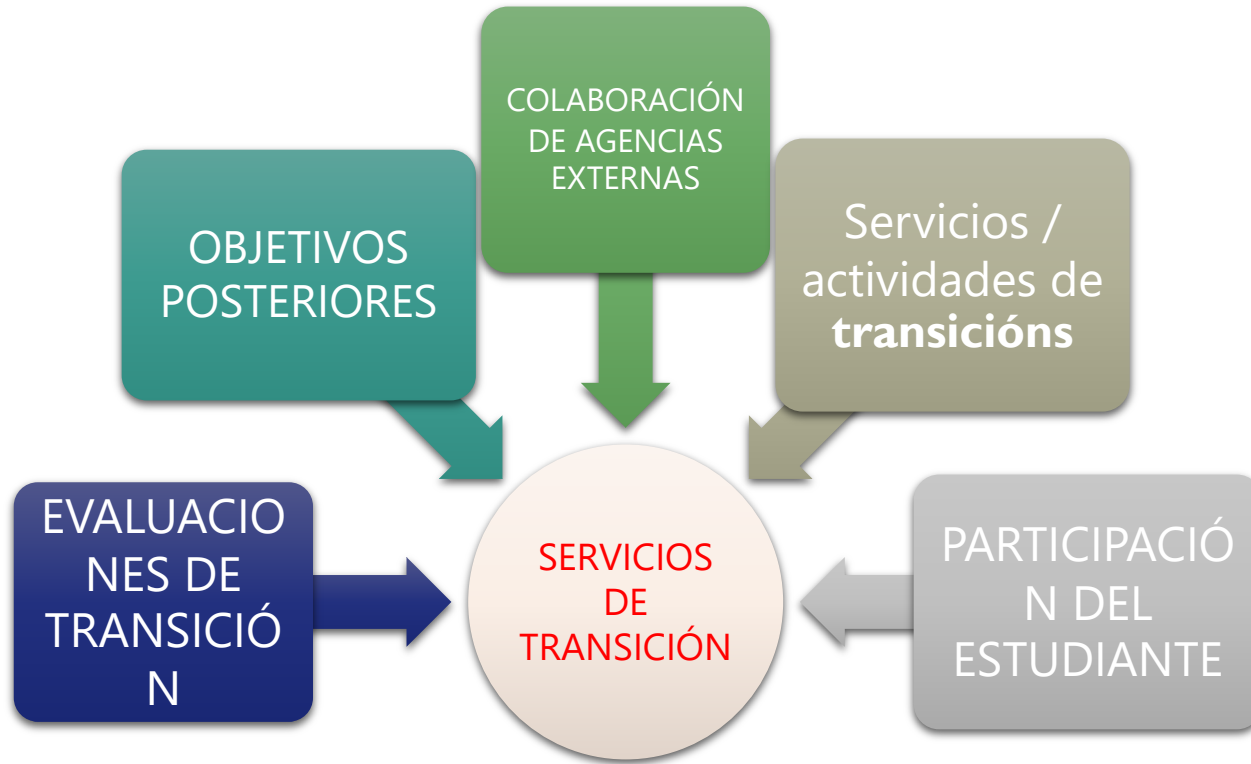 COLABORACIÓN
DE AGENCIAS
EXTERNAS
OBJETIVOS
POSTERIORES
Servicios /
actividades de
transicións
EVALUACIO
NES DE
TRANSICIÓ
N
SERVICIOS
DE
TRANSICIÓN
PARTICIPACIÓ
N DEL
ESTUDIANTE